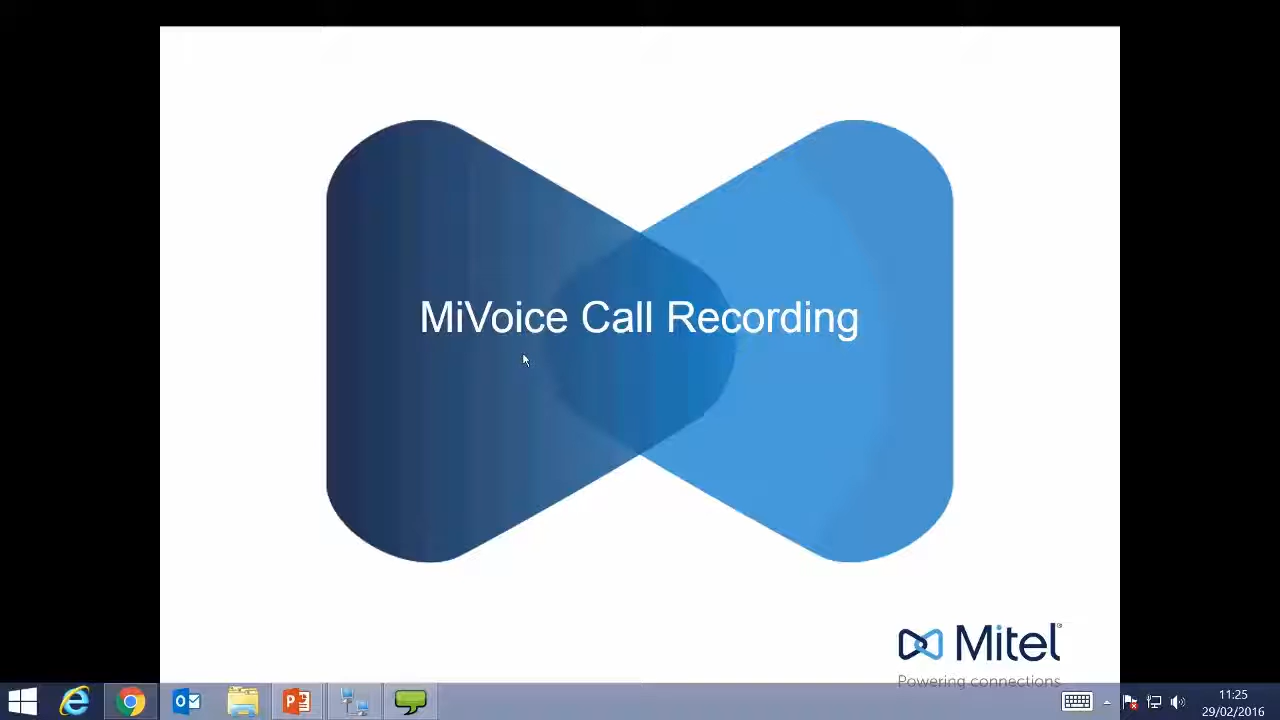 MiVoice Call Recording
Mitel®
Powering connections
11:25
29/02/2016